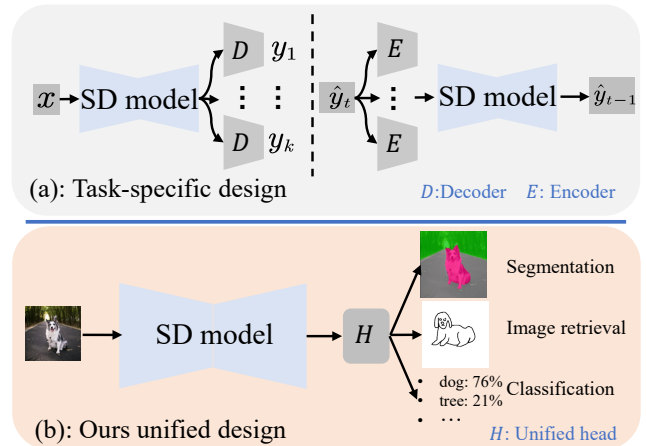 D y₁
E
x SD model ⋮ ⋮ ŷₜ ⋮ SD model ŷₜ₋₁
D yₖ
E
(a): Task-specific design
D:Decoder E: Encoder
Segmentation
SD model H Image retrieval
• dog: 76%
Classification
• tree: 21%
• ···
(b): Ours unified design
H: Unified head